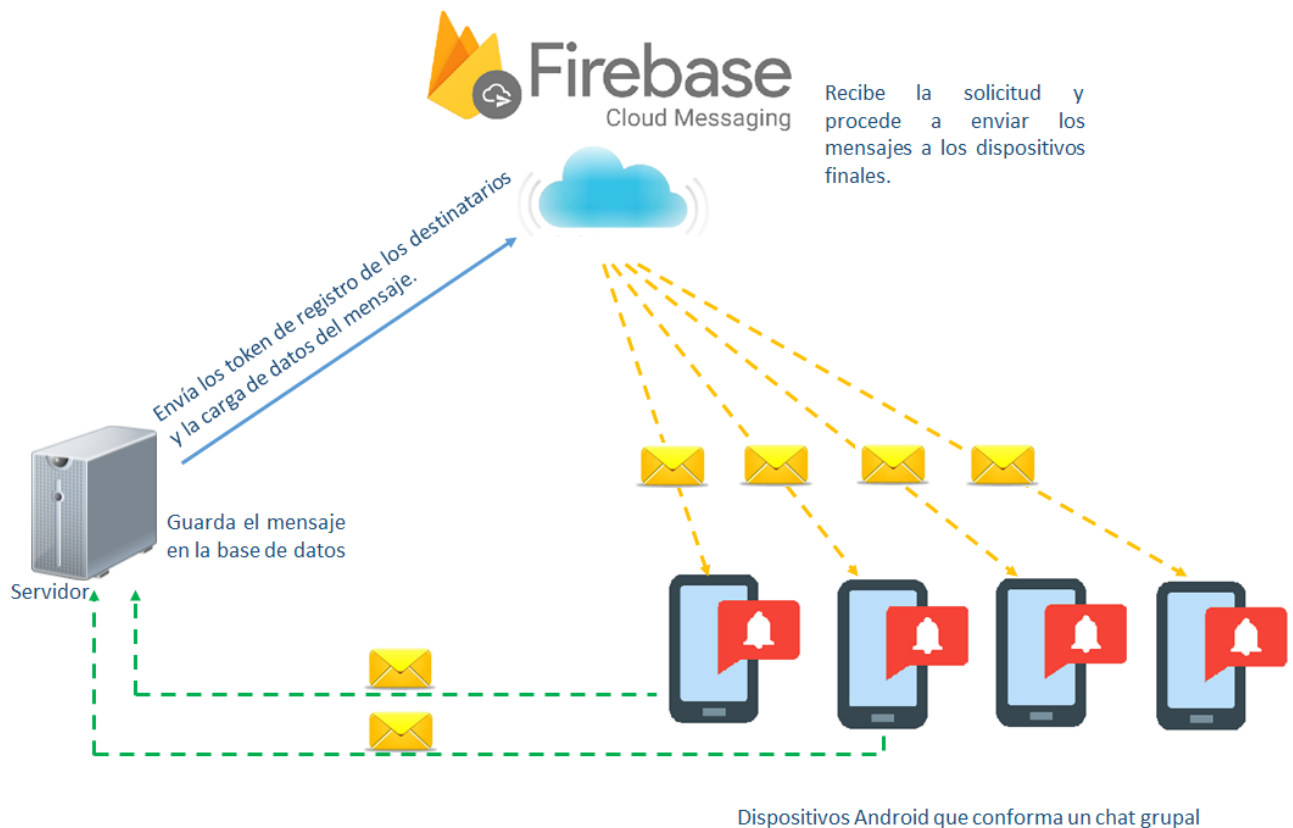 Firebase
Cloud Messaging
Recibe la solicitud y
procede a enviar los
mensajes a los dispositivos
finales.
Envía los token de registro de los destinatarios
y la carga de datos del mensaje.
Guarda el mensaje
en la base de datos
Servidor
Dispositivos Android que conforma un chat grupal